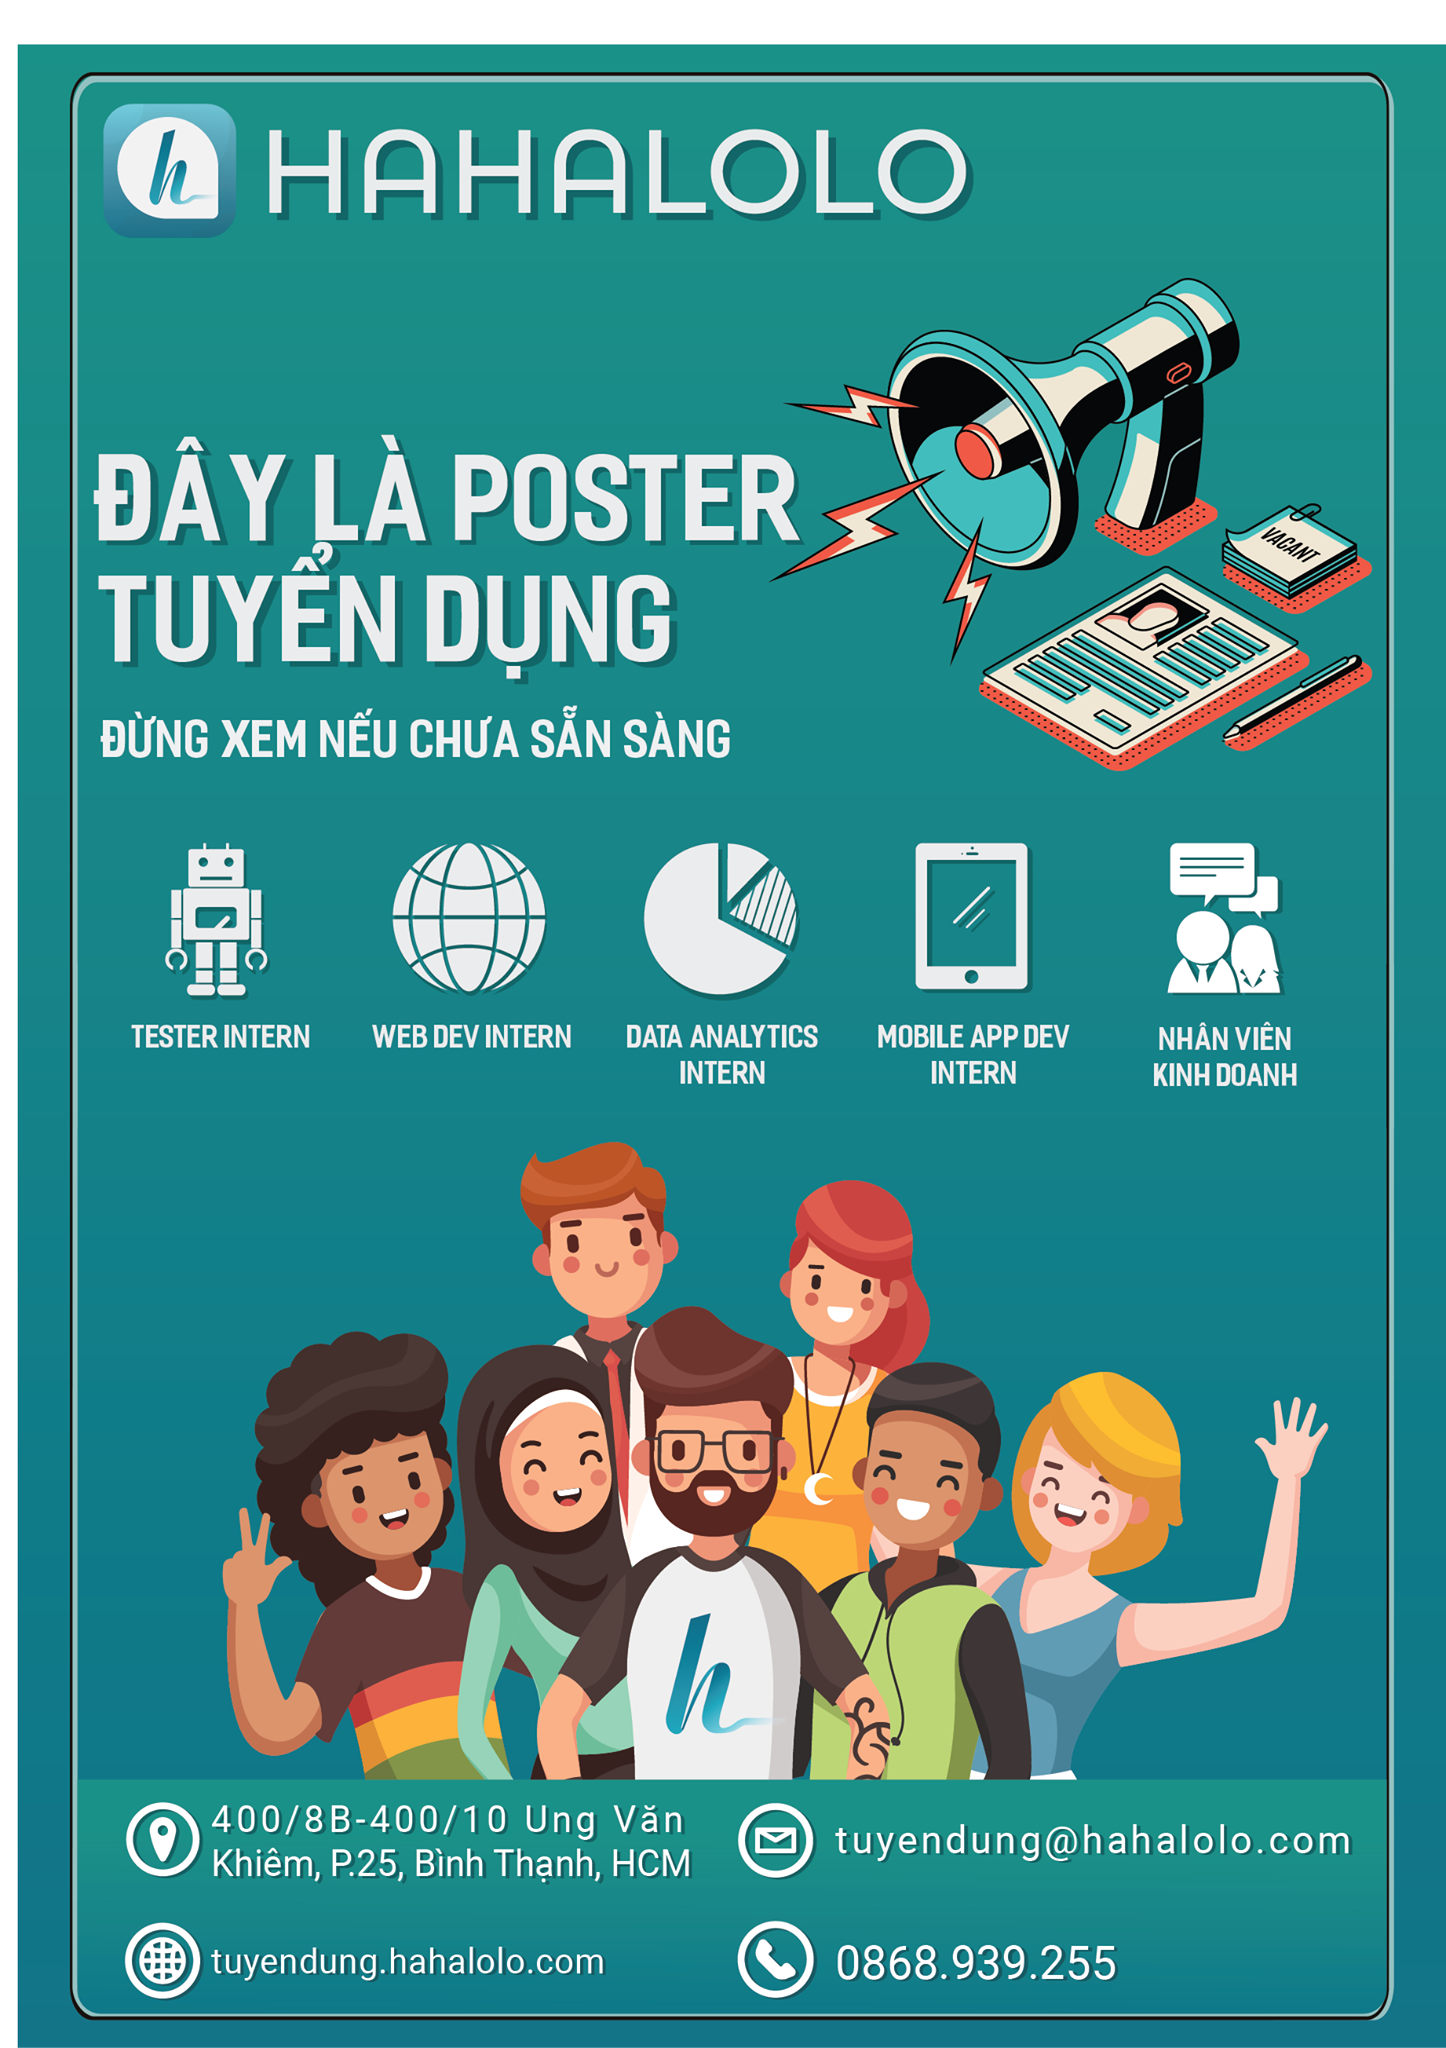 h HAHALOLO
ĐÂY LÀ POSTER
TUYỂN DỤNG
ĐỪNG XEM NẾU CHƯA SẴN SÀNG
VACANT
TESTER INTERN
WEB DEV INTERN
DATA ANALYTICS
INTERN
MOBILE APP DEV
INTERN
NHÂN VIÊN
KINH DOANH
h
400/8B-400/10 Ung Văn
Khiêm, P.25, Bình Thạnh, HCM
tuyendung@hahalolo.com
tuyendung.hahalolo.com
0868.939.255